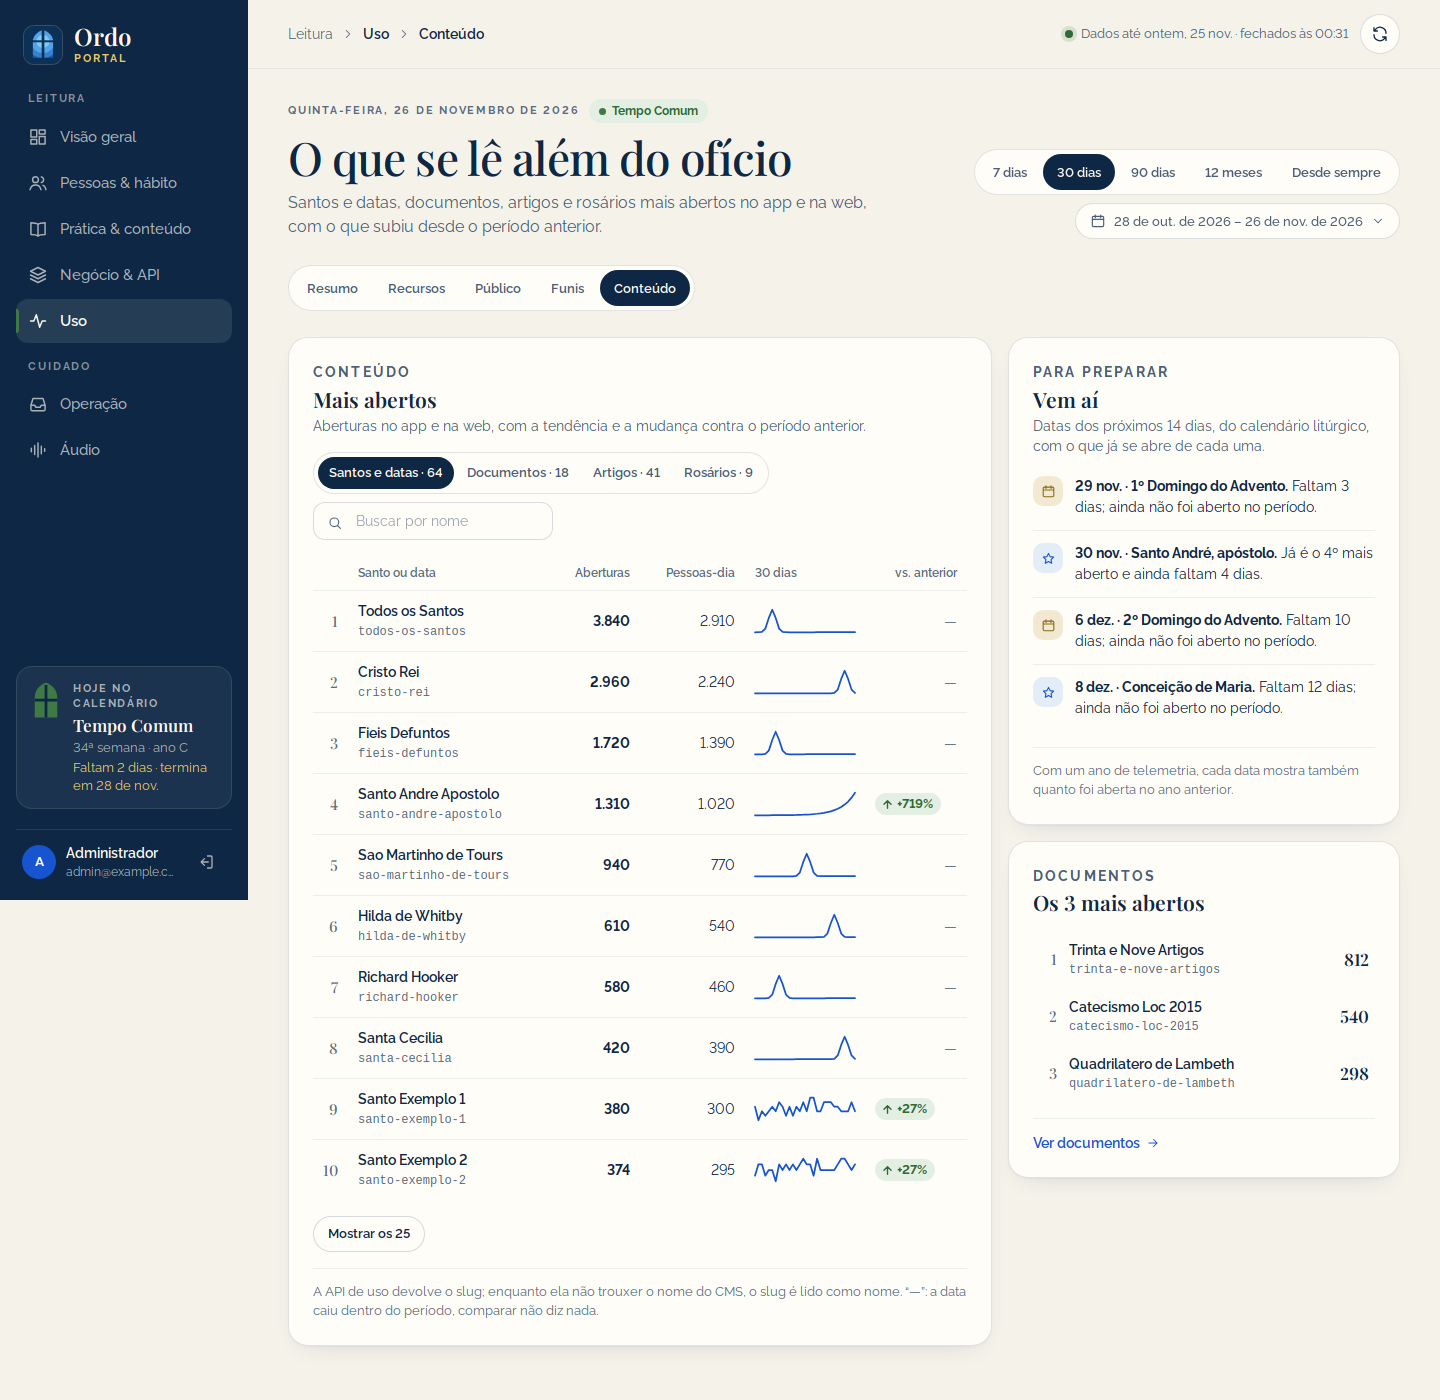 Ordo
PORTAL
LEITURA
Visão geral
Pessoas & hábito
Prática & conteúdo
Negócio & API
Uso
CUIDADO
Operação
Áudio
HOJE NO
CALENDÁRIO
Tempo Comum
34ª semana · ano C
Faltam 2 dias · termina
em 28 de nov.
A
Administrador
admin@example.c…
Leitura > Uso > Conteúdo
Dados até ontem, 25 nov. · fechados às 00:31
QUINTA-FEIRA, 26 DE NOVEMBRO DE 2026
Tempo Comum
O que se lê além do ofício
Santos e datas, documentos, artigos e rosários mais abertos no app e na web,
com o que subiu desde o período anterior.
7 dias 30 dias 90 dias 12 meses Desde sempre
28 de out. de 2026 – 26 de nov. de 2026
Resumo Recursos Público Funis Conteúdo
CONTEÚDO
Mais abertos
Aberturas no app e na web, com a tendência e a mudança contra o período anterior.
Santos e datas · 64 Documentos · 18 Artigos · 41 Rosários · 9
Buscar por nome
Santo ou data Aberturas Pessoas-dia 30 dias vs. anterior
1 Todos os Santos 3.840 2.910 —
todos-os-santos
2 Cristo Rei 2.960 2.240 —
cristo-rei
3 Fieis Defuntos 1.720 1.390 —
fieis-defuntos
4 Santo Andre Apostolo 1.310 1.020 +719%
santo-andre-apostolo
5 Sao Martinho de Tours 940 770 —
sao-martinho-de-tours
6 Hilda de Whitby 610 540 —
hilda-de-whitby
7 Richard Hooker 580 460 —
richard-hooker
8 Santa Cecilia 420 390 —
santa-cecilia
9 Santo Exemplo 1 380 300 +27%
santo-exemplo-1
10 Santo Exemplo 2 374 295 +27%
santo-exemplo-2
Mostrar os 25
A API de uso devolve o slug; enquanto ela não trouxer o nome do CMS, o slug é lido como nome. “—”: a data
caiu dentro do período, comparar não diz nada.
PARA PREPARAR
Vem aí
Datas dos próximos 14 dias, do calendário litúrgico,
com o que já se abre de cada uma.
29 nov. · 1º Domingo do Advento. Faltam 3
dias; ainda não foi aberto no período.
30 nov. · Santo André, apóstolo. Já é o 4º mais
aberto e ainda faltam 4 dias.
6 dez. · 2º Domingo do Advento. Faltam 10
dias; ainda não foi aberto no período.
8 dez. · Conceição de Maria. Faltam 12 dias;
ainda não foi aberto no período.
Com um ano de telemetria, cada data mostra também
quanto foi aberta no ano anterior.
DOCUMENTOS
Os 3 mais abertos
1 Trinta e Nove Artigos 812
trinta-e-nove-artigos
2 Catecismo Loc 2015 540
catecismo-loc-2015
3 Quadrilatero de Lambeth 298
quadrilatero-de-lambeth
Ver documentos →